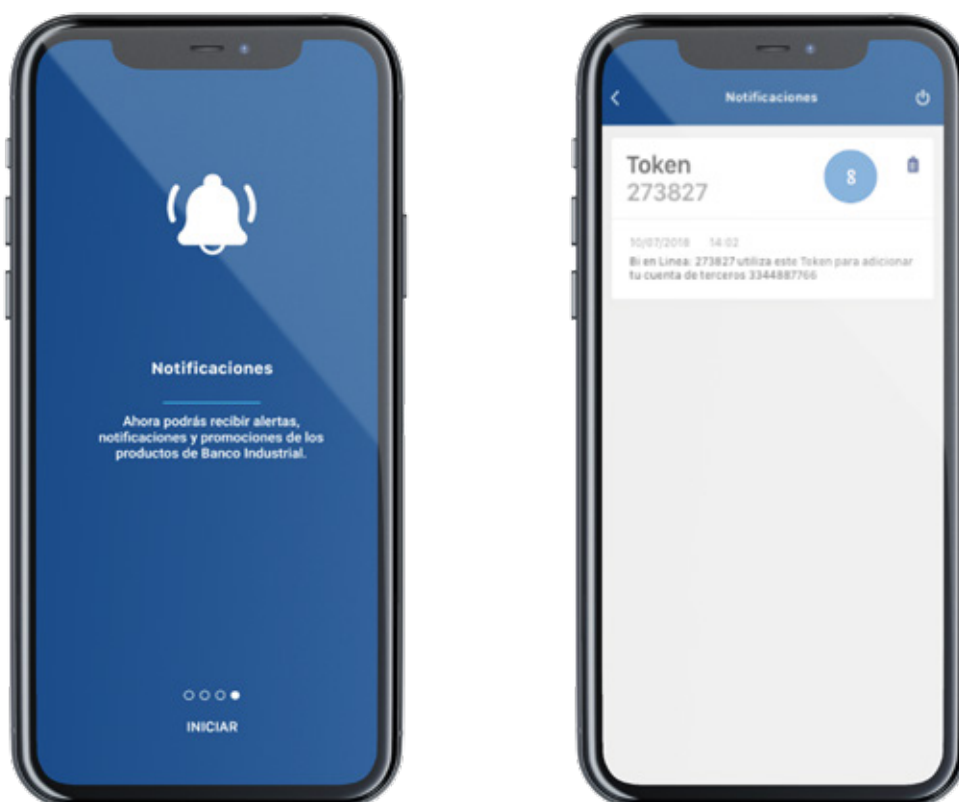 Notificaciones
Ahora podrás recibir alertas,
notificaciones y promociones de los
productos de Banco Industrial.
INICIAR
Notificaciones
Token
273827
8
10/07/2018 14:02
Bi en Linea: 273827 utiliza este Token para adicionar
tu cuenta de terceros 3344887766